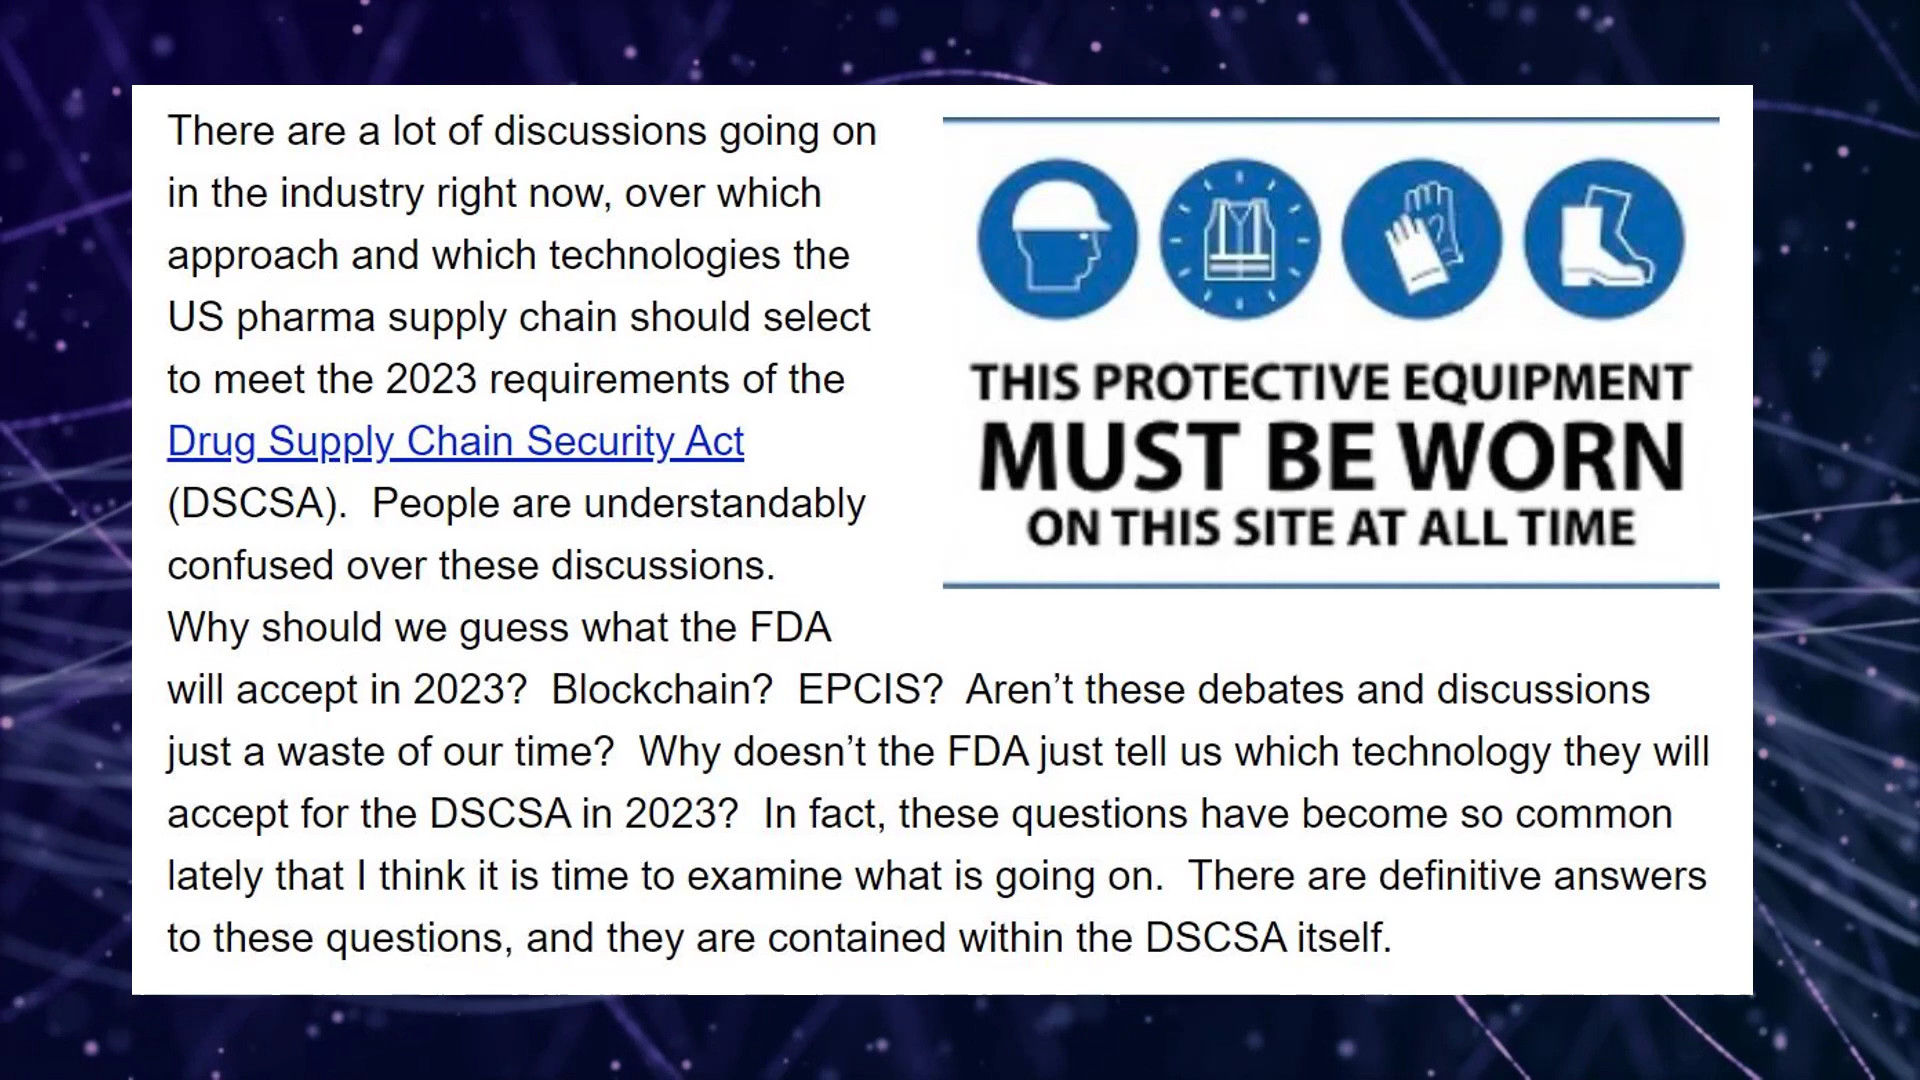 There are a lot of discussions going on
in the industry right now, over which
approach and which technologies the
US pharma supply chain should select
to meet the 2023 requirements of the
Drug Supply Chain Security Act
(DSCSA).  People are understandably
confused over these discussions.
Why should we guess what the FDA
will accept in 2023?  Blockchain?  EPCIS?  Aren’t these debates and discussions
just a waste of our time?  Why doesn’t the FDA just tell us which technology they will
accept for the DSCSA in 2023?  In fact, these questions have become so common
lately that I think it is time to examine what is going on.  There are definitive answers
to these questions, and they are contained within the DSCSA itself.
THIS PROTECTIVE EQUIPMENT
MUST BE WORN
ON THIS SITE AT ALL TIME